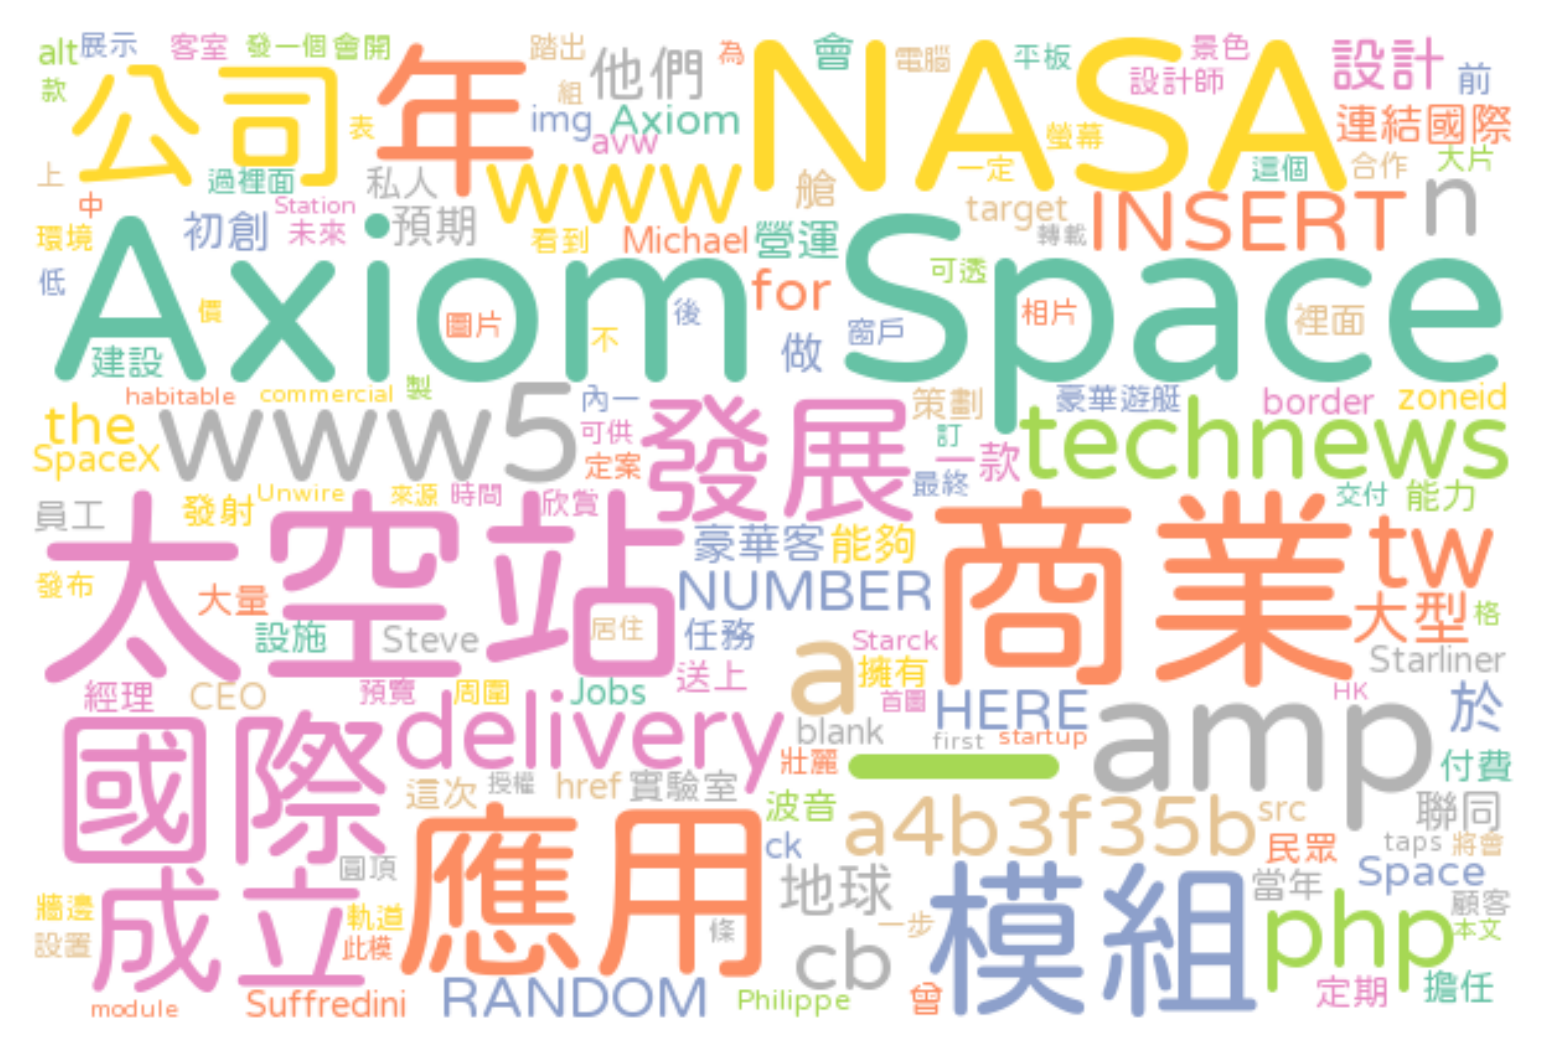 alt 展示 客室 發一個 會開 踏出 他們 為 NASA 會 電腦 平板 景色 設計師 設計 前
款 公司 年 表 組 img Axiom avw 螢幕 連結國際
上 過裡面 私人 www 艙 一定 這個 合作 大片 n
中 環境 初創 Station 未來 預期 看到 Michael 營運 target 轉載 INSERT
低 Axiom Space 價 圖片 不 後 for 做 窗戶 可透 相片 裡面
建設 habitable commercial 製 內一 策劃 豪華遊艇 border zoneid
the SpaceX www5 可供 定案 發展 訂 一款 technews 最終
員工 發射 Unwire 來源 時間 欣賞 豪華客 能夠 商業 交付 能力 tw
發布 太空站 大量 設施 Steve 居住 NUMBER 任務 Starck 大型 格 Starliner
經理 CEO 預覽 周圍 Jobs 送上 a 擁有 首圖 HERE HK 於
國際 delivery 壯麗 blank first startup 一 amp 付費
這次 授權 href 實驗室 波音 a4b3f35b src 聯同
圓頂 應用 ck 地球 民眾 taps 將會 Space
牆邊 成立 軌道 此模 條 cb 一步 模組 當年 php 顧客 本文
設置 module Suffredini RANDOM Philippe 曾 定期 擔任